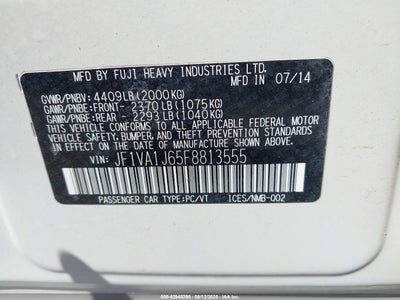 MFD BY FUJI HEAVY INDUSTRIES LTD.
07/14
GVWR/PNBV: 4409LB(2000KG)
GAWR/PNBE:FRONT- 2370LB(1075KG)
GAWR/PNBE:REAR - 2293LB(1040KG)
THIS VEHICLE CONFORMS TO ALL APPLICABLE FEDERAL MOTOR
VEHICLE SAFETY, BUMPER, AND THEFT PREVENTION
STANDARDS IN EFFECT ON THE DATE OF MANUFACTURE
SHOWN ABOVE.
VIN: JF1VA1J65F8813555
PASSENGER CAR TYPE:PC/VT ICES/NMB-002